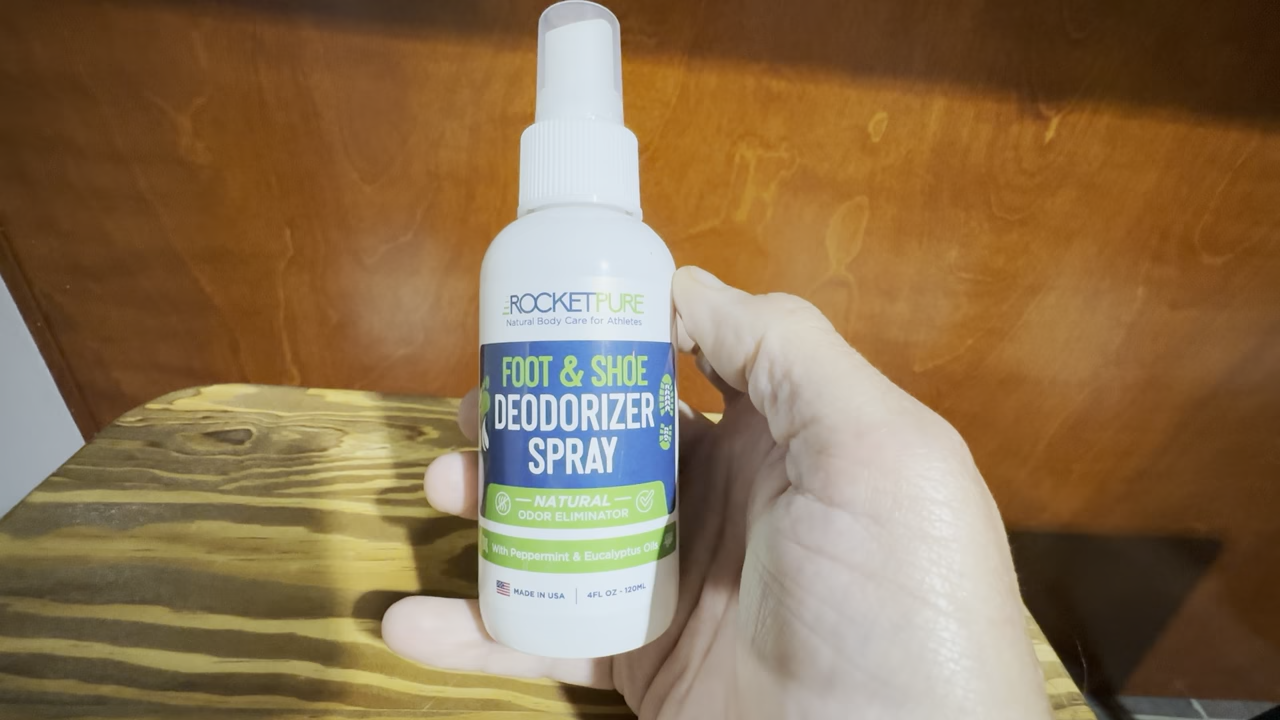 ROCKETPURE
Natural Body Care for Athletes
FOOT & SHOE
DEODORIZER
SPRAY
NATURAL
ODOR ELIMINATOR
With Peppermint & Eucalyptus Oils
MADE IN USA | 4FL OZ - 120ML